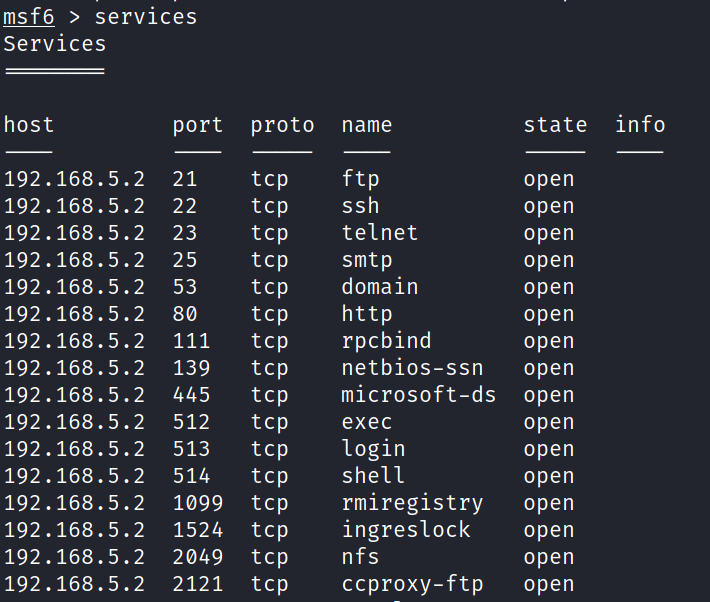 msf6 > services
Services
========
host port proto name state info
---- ---- ----- ---- ----- ----
192.168.5.2 21 tcp ftp open
192.168.5.2 22 tcp ssh open
192.168.5.2 23 tcp telnet open
192.168.5.2 25 tcp smtp open
192.168.5.2 53 tcp domain open
192.168.5.2 80 tcp http open
192.168.5.2 111 tcp rpcbind open
192.168.5.2 139 tcp netbios-ssn open
192.168.5.2 445 tcp microsoft-ds open
192.168.5.2 512 tcp exec open
192.168.5.2 513 tcp login open
192.168.5.2 514 tcp shell open
192.168.5.2 1099 tcp rmiregistry open
192.168.5.2 1524 tcp ingreslock open
192.168.5.2 2049 tcp nfs open
192.168.5.2 2121 tcp ccproxy-ftp open